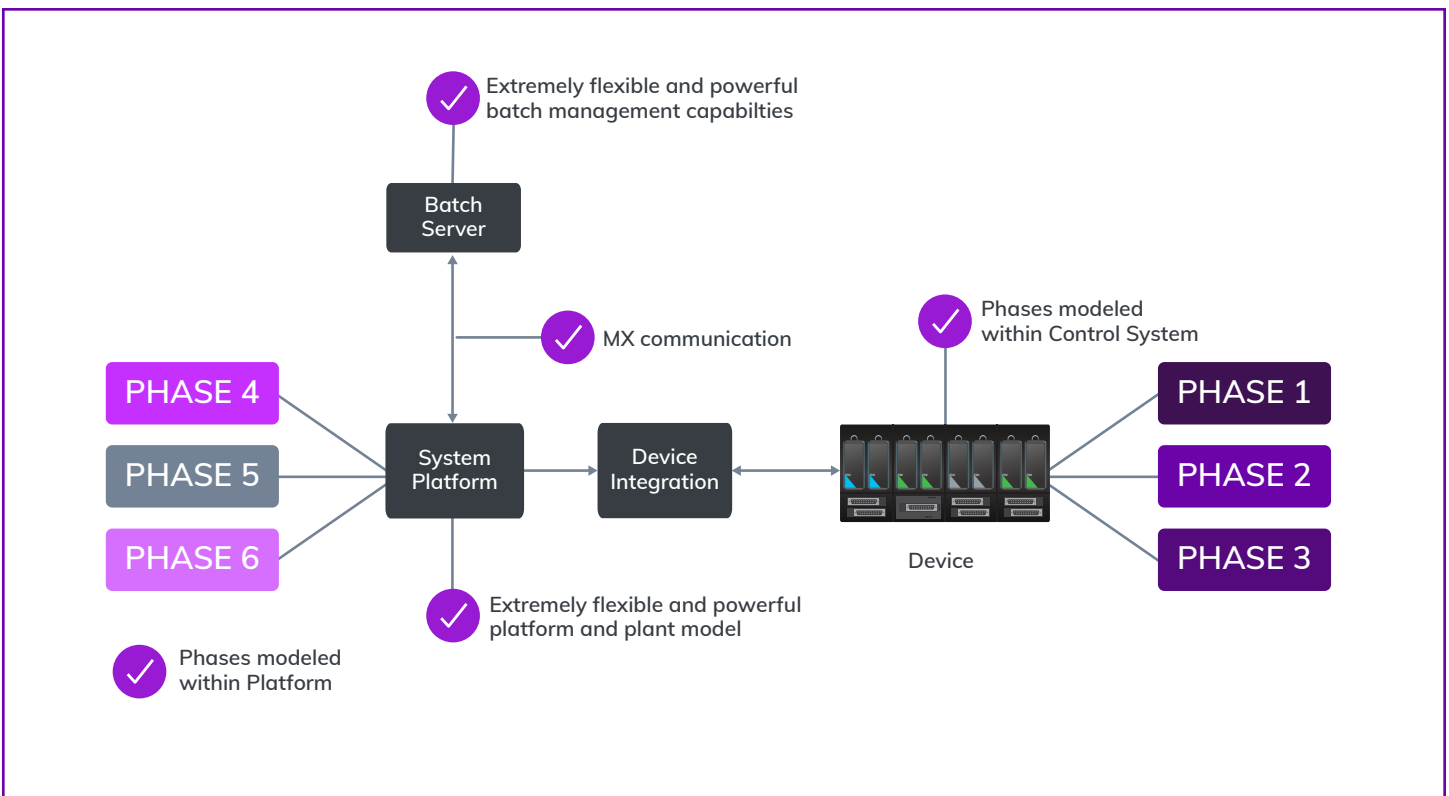 Extremely flexible and powerful
batch management capabilties
Batch
Server
MX communication
Phases modeled
within Control System
PHASE 4
PHASE 5
PHASE 6
System
Platform
Device
Integration
Device
PHASE 1
PHASE 2
PHASE 3
Extremely flexible and powerful
platform and plant model
Phases modeled
within Platform